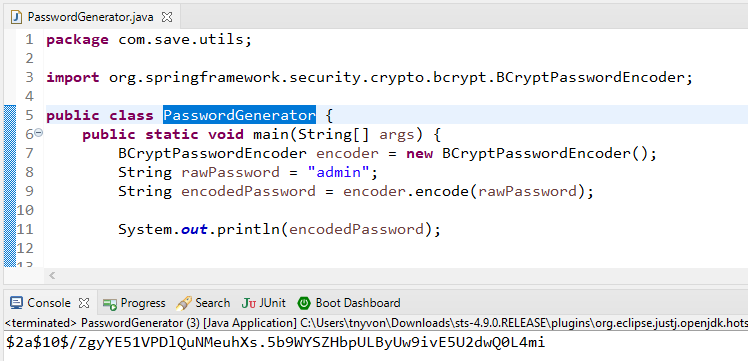 PasswordGenerator.java
1 package com.save.utils;
2
3 import org.springframework.security.crypto.bcrypt.BCryptPasswordEncoder;
4
5 public class PasswordGenerator {
6 public static void main(String[] args) {
7 BCryptPasswordEncoder encoder = new BCryptPasswordEncoder();
8 String rawPassword = "admin";
9 String encodedPassword = encoder.encode(rawPassword);
10
11 System.out.println(encodedPassword);
12
13
Console Progress Search JUnit Boot Dashboard
<terminated> PasswordGenerator (3) [Java Application] C:\Users\tnyvon\Downloads\sts-4.9.0.RELEASE\plugins\org.eclipse.justj.openjdk.hots
$2a$10$/ZgyYE51VPDlQuNMeuhXs.5b9WYSZHbpULByUw9ivE5U2dwQ0L4mi